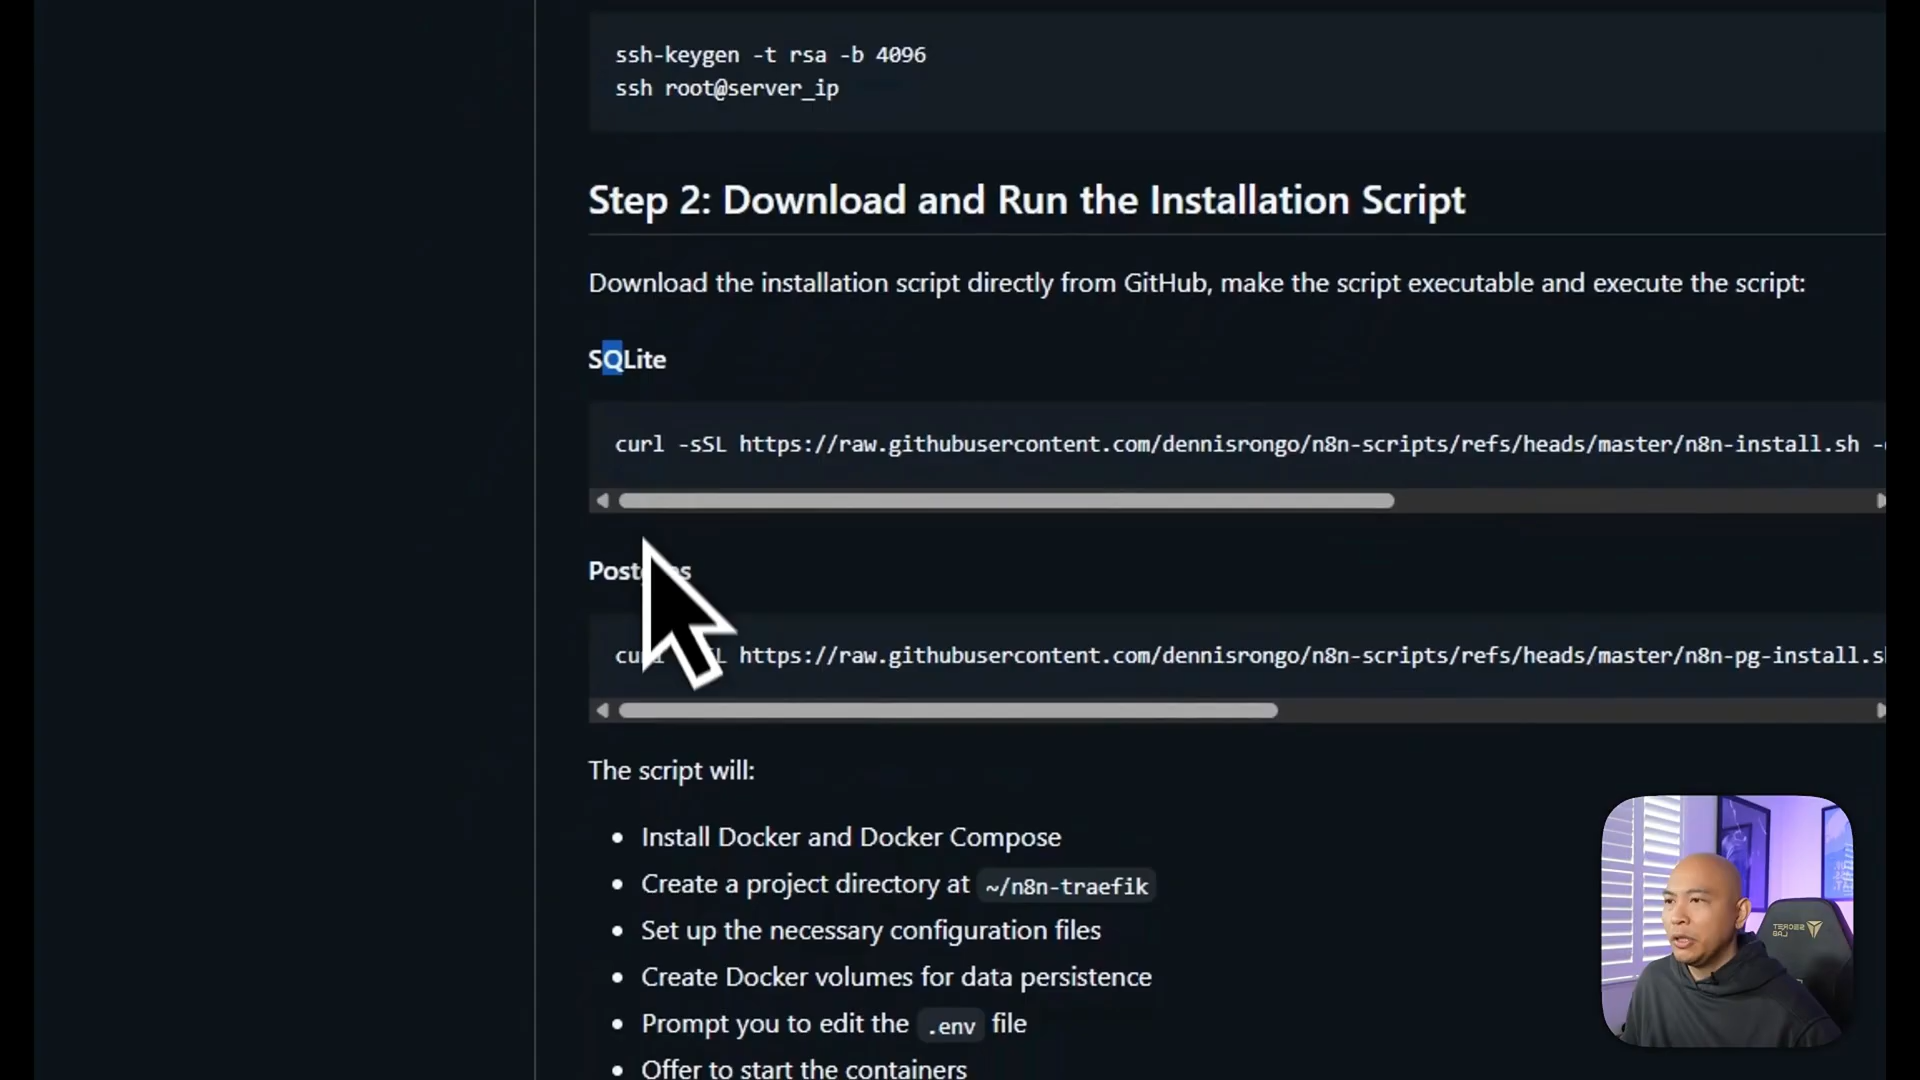 ssh-keygen -t rsa -b 4096
ssh root@server_ip
Step 2: Download and Run the Installation Script
Download the installation script directly from GitHub, make the script executable and execute the script:
SQLite
curl -sSL https://raw.githubusercontent.com/dennisrongo/n8n-scripts/refs/heads/master/n8n-install.sh -
Postgres
https://raw.githubusercontent.com/dennisrongo/n8n-scripts/refs/heads/master/n8n-pg-install.s
The script will:
Install Docker and Docker Compose
Create a project directory at ~/n8n-traefik
Set up the necessary configuration files
Create Docker volumes for data persistence
Prompt you to edit the .env file
Offer to start the containers